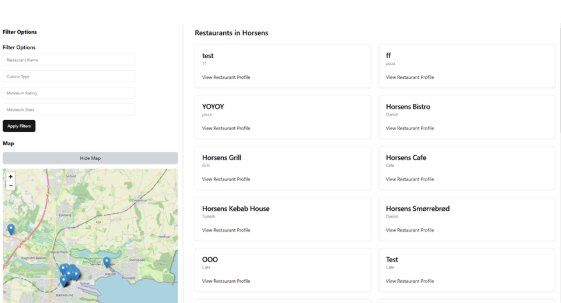 Filter Options
Filter Options
Restaurant Name
Cuisine Type
Minimum Rating
Minimum Seats
Apply Filters
Map
Hide Map
+
−
Restaurants in Horsens
test
View Restaurant Profile
ff
pizza
View Restaurant Profile
YOYOY
pizza
View Restaurant Profile
Horsens Bistro
Danish
View Restaurant Profile
Horsens Grill
Grill
View Restaurant Profile
Horsens Cafe
Cafe
View Restaurant Profile
Horsens Kebab House
Turkish
View Restaurant Profile
Horsens Smørrebrød
Danish
View Restaurant Profile
OOO
Cafe
View Restaurant Profile
Test
Cafe
View Restaurant Profile